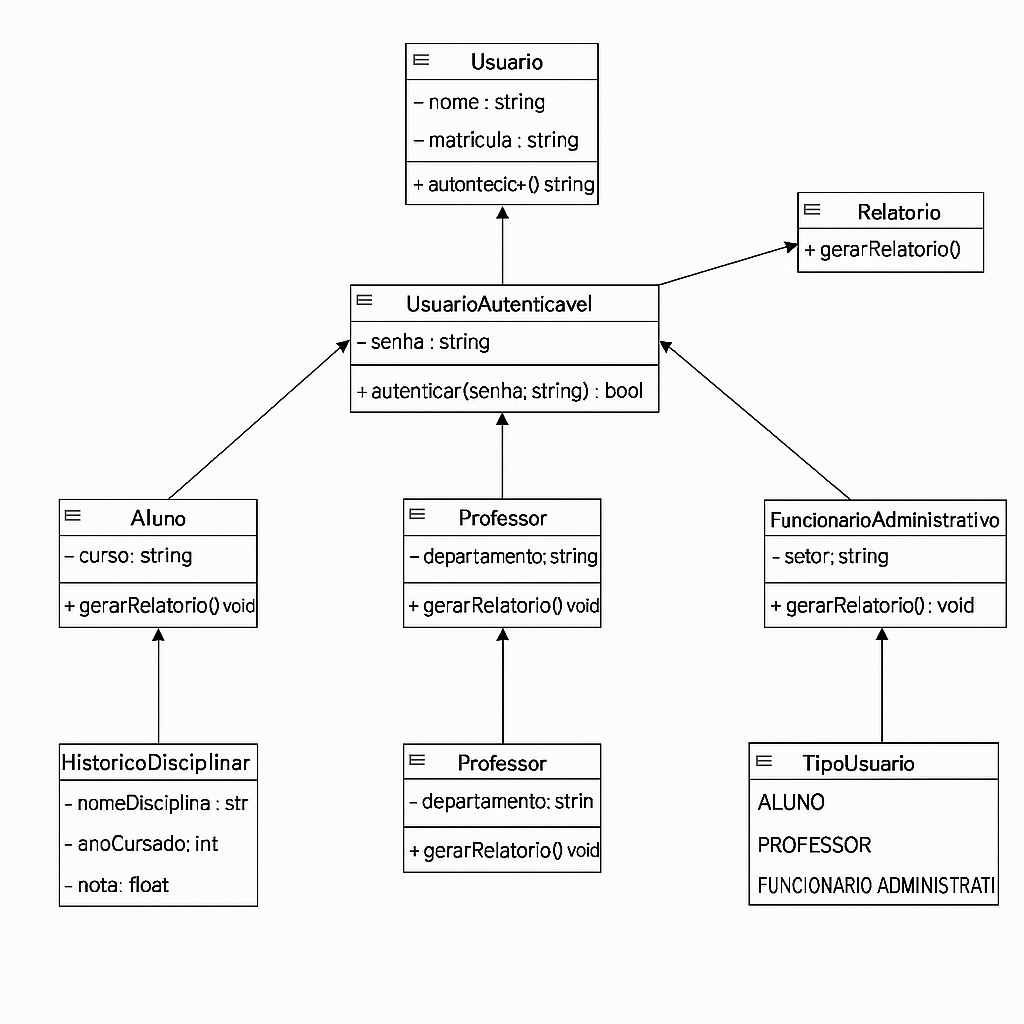 Usuario
– nome : string
– matricula : string
+ autontecic+() string
Relatorio
+ gerarRelatorio()
UsuarioAutenticavel
– senha : string
+ autenticar(senha; string) : bool
Aluno
– curso: string
+ gerarRelatorio() void
Professor
– departamento; string
+ gerarRelatorio() void
FuncionarioAdministrativo
- setor; string
+ gerarRelatorio() : void
HistoricoDisciplinar
- nomeDisciplina : str
- anoCursado; int
- nota: float
Professor
- departamento: strin
+ gerarRelatorio() void
TipoUsuario
ALUNO
PROFESSOR
FUNCIONARIO ADMINISTRATI